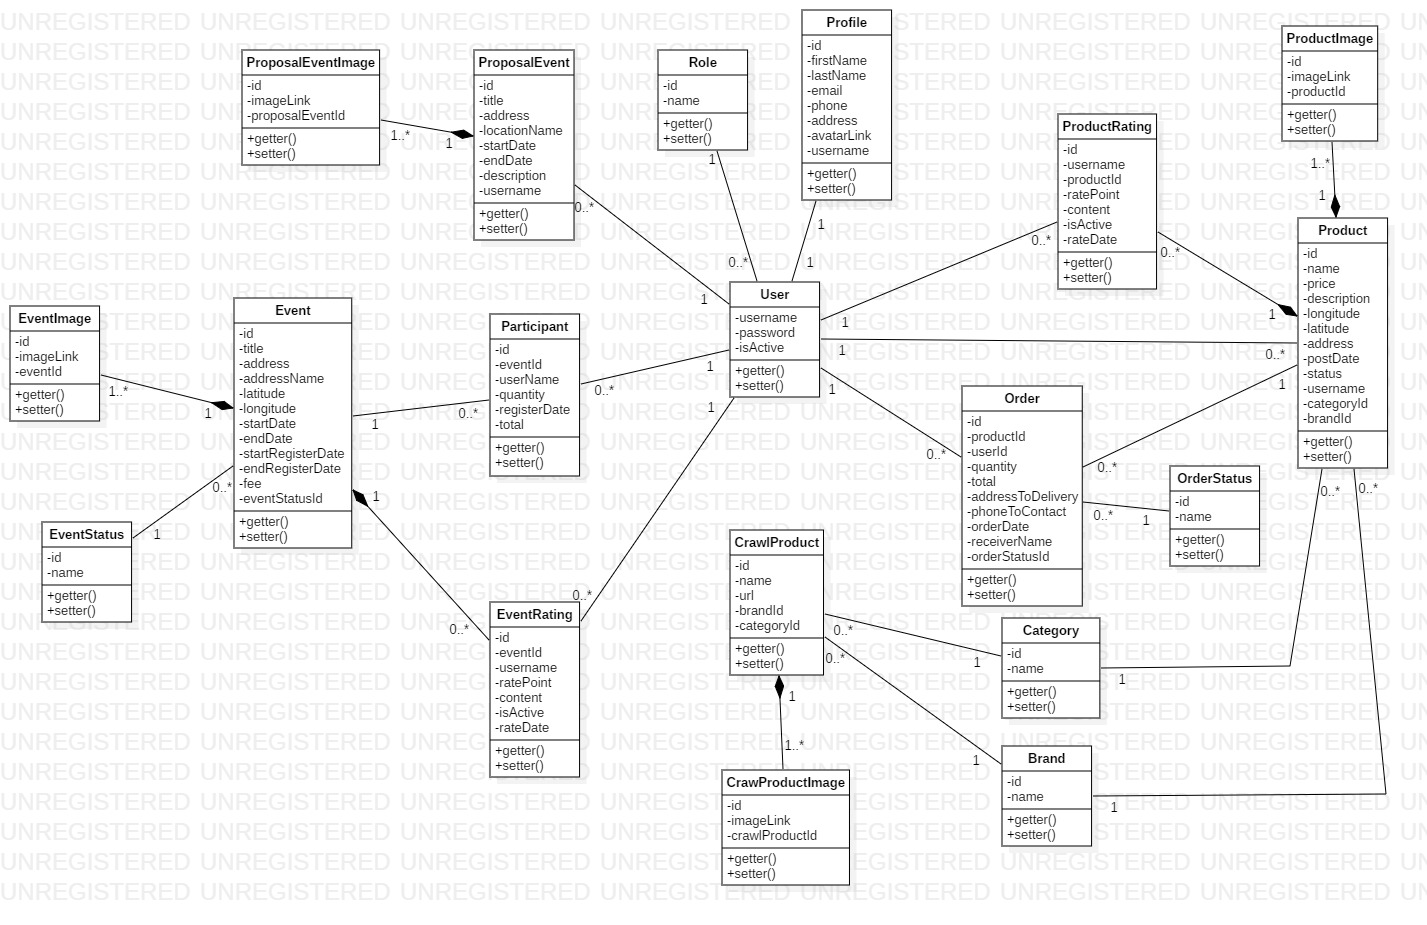 ProposalEventImage
-id
-imageLink
-proposalEventId
+getter()
+setter()
1..*
1
ProposalEvent
-id
-title
-address
-locationName
-startDate
-endDate
-description
-username
+getter()
+setter()
0..*
1
Role
-id
-name
+getter()
+setter()
1
0..*
Profile
-id
-firstName
-lastName
-email
-phone
-address
-avatarLink
-username
+getter()
+setter()
1
1
ProductRating
-id
-username
-productId
-ratePoint
-content
-isActive
-rateDate
+getter()
+setter()
0..*
1
0..*
1
ProductImage
-id
-imageLink
-productId
+getter()
+setter()
1..*
1
Product
-id
-name
-price
-description
-longitude
-latitude
-address
-postDate
-status
-username
-categoryId
-brandId
+getter()
+setter()
0..*
1
0..*
0..*
User
-username
-password
-isActive
+getter()
+setter()
1
1
1
1
EventImage
-id
-imageLink
-eventId
+getter()
+setter()
1..*
1
Event
-id
-title
-address
-addressName
-latitude
-longitude
-startDate
-endDate
-startRegisterDate
-endRegisterDate
-fee
-eventStatusId
+getter()
+setter()
1
0..*
1
Participant
-id
-eventId
-userName
-quantity
-registerDate
-total
+getter()
+setter()
0..*
0..*
EventStatus
-id
-name
+getter()
+setter()
1
EventRating
-id
-eventId
-username
-ratePoint
-content
-isActive
-rateDate
+getter()
+setter()
0..*
0..*
Order
-id
-productId
-userId
-quantity
-total
-addressToDelivery
-phoneToContact
-orderDate
-receiverName
-orderStatusId
+getter()
+setter()
0..*
0..*
0..*
1
OrderStatus
-id
-name
+getter()
+setter()
CrawlProduct
-id
-name
-url
-brandId
-categoryId
+getter()
+setter()
0..*
0..*
1
1..*
CrawProductImage
-id
-imageLink
-crawlProductId
+getter()
+setter()
Category
-id
-name
+getter()
+setter()
1
1
Brand
-id
-name
+getter()
+setter()
1
1
UNREGISTERED